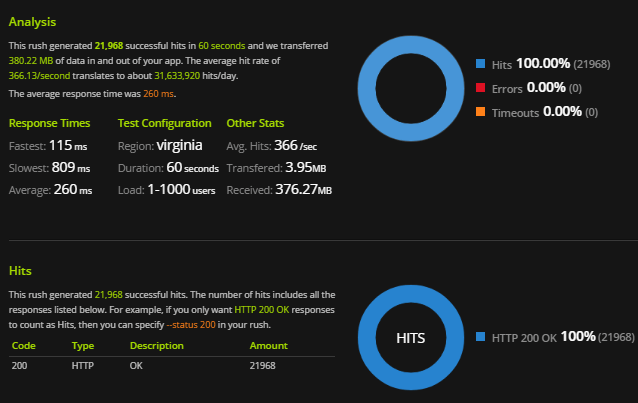 Analysis
This rush generated 21,968 successful hits in 60 seconds and we transferred
380.22 MB of data in and out of your app. The average hit rate of
366.13/second translates to about 31,633,920 hits/day.
The average response time was 260 ms.
Hits 100.00% (21968)
Errors 0.00% (0)
Timeouts 0.00% (0)
Response Times
Fastest: 115 ms
Slowest: 809 ms
Average: 260 ms
Test Configuration
Region: virginia
Duration: 60 seconds
Load: 1-1000 users
Other Stats
Avg. Hits: 366 /sec
Transfered: 3.95MB
Received: 376.27MB
Hits
This rush generated 21,968 successful hits. The number of hits includes all the
responses listed below. For example, if you only want HTTP 200 OK responses
to count as Hits, then you can specify --status 200 in your rush.
Code Type Description Amount
200 HTTP OK 21968
HITS
HTTP 200 OK 100% (21968)